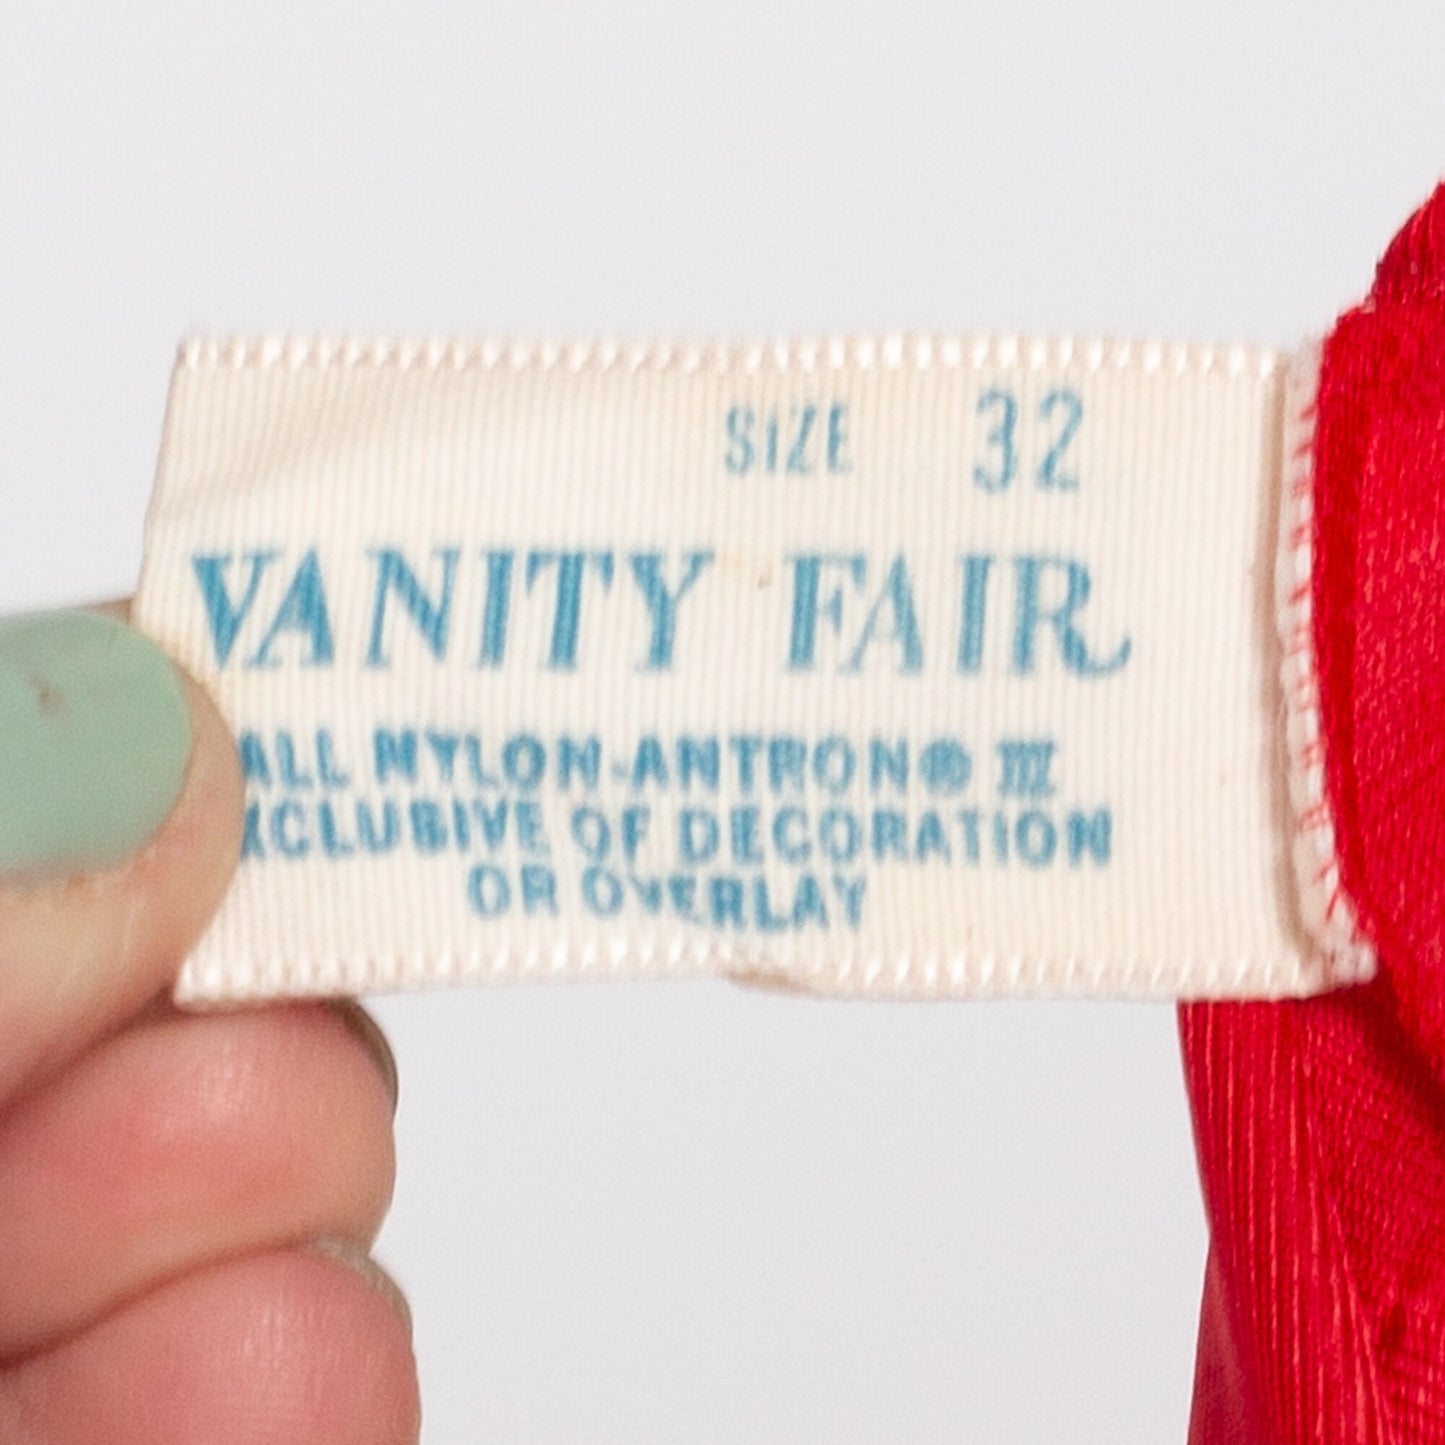 SIZE 32
VANITY FAIR
ALL NYLON-ANTRON® III
EXCLUSIVE OF DECORATION
OR OVERLAY